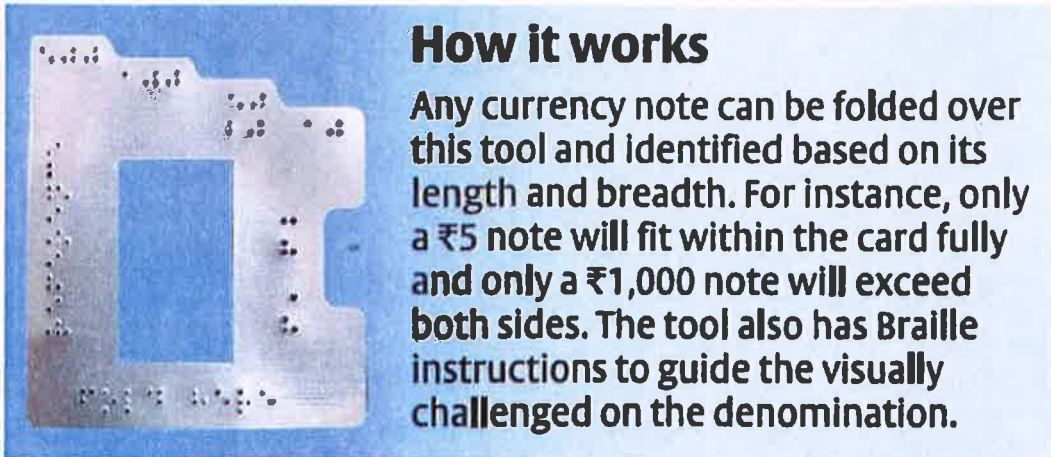 How it works
Any currency note can be folded over
this tool and identified based on its
length and breadth. For instance, only
a ₹5 note will fit within the card fully
and only a ₹1,000 note will exceed
both sides. The tool also has Braille
instructions to guide the visually
challenged on the denomination.